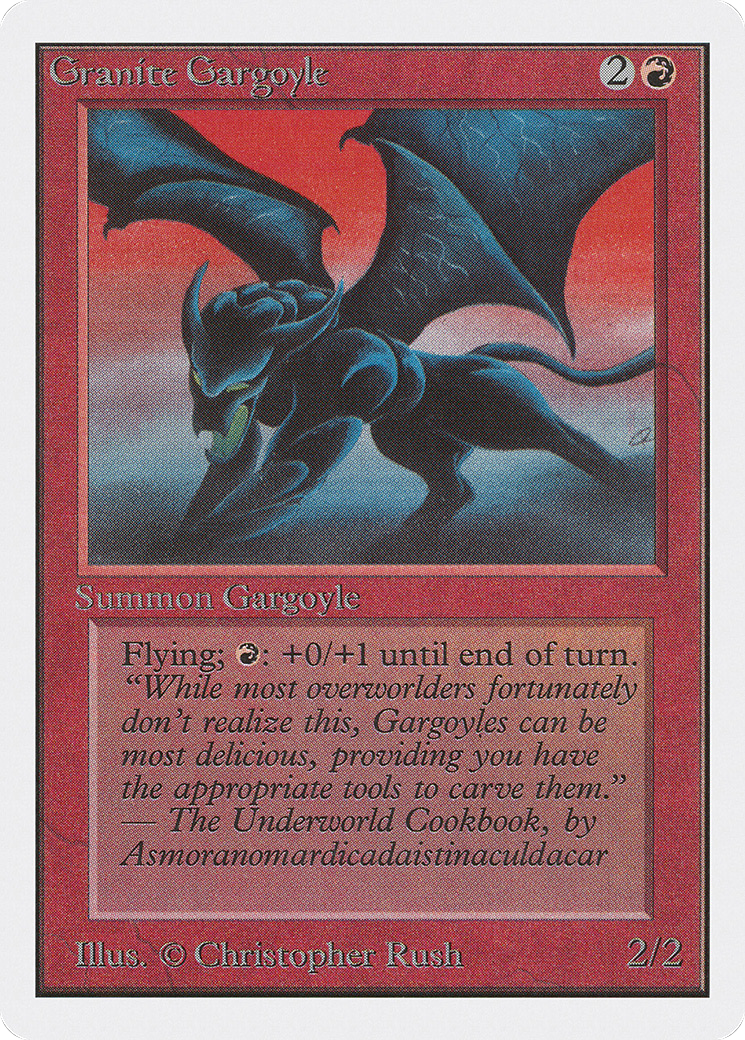 Granite Gargoyle 2
Summon Gargoyle
Flying; : +0/+1 until end of turn.
“While most overworlders fortunately
don’t realize this, Gargoyles can be
most delicious, providing you have
the appropriate tools to carve them.”
— The Underworld Cookbook, by
Asmoranomardicadaistinaculdacar
Illus. © Christopher Rush 2/2